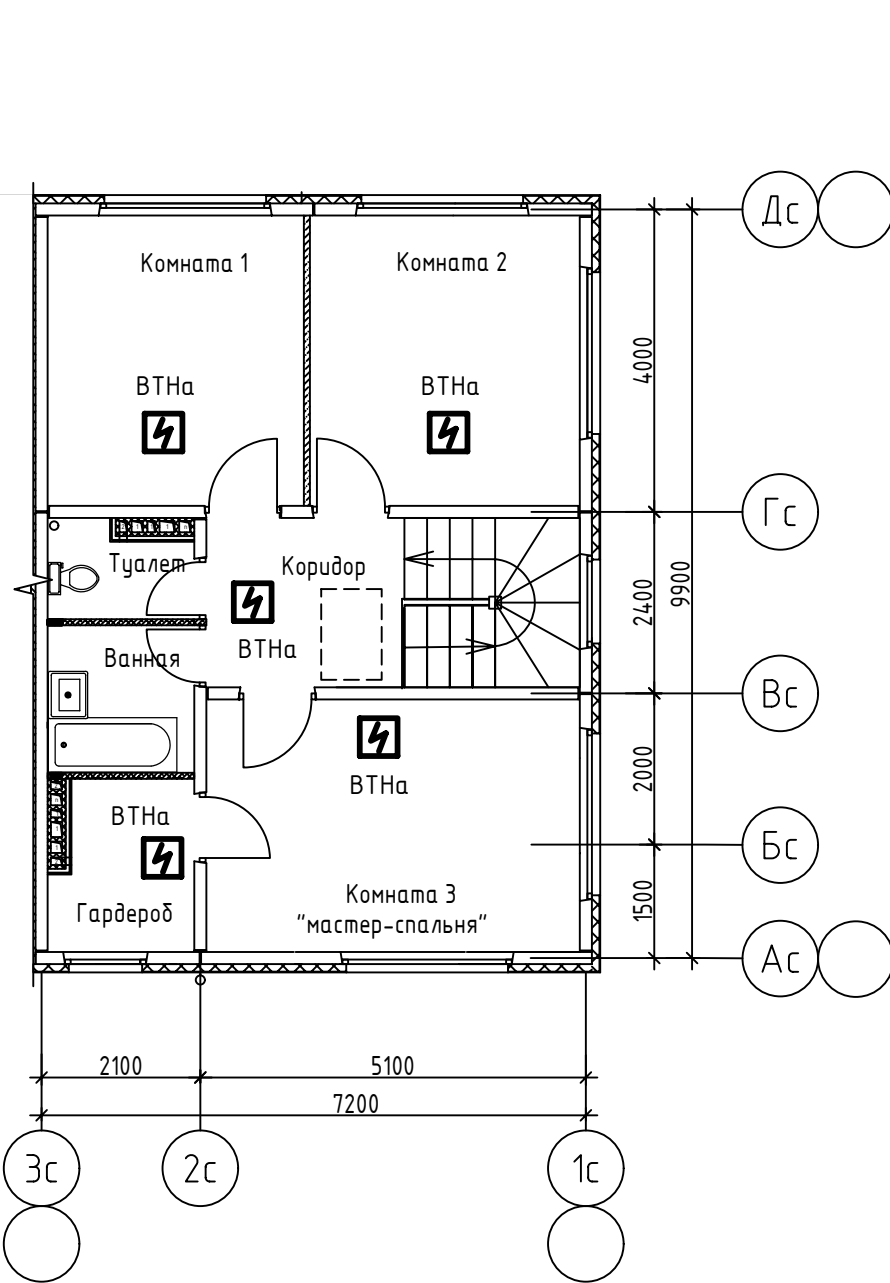 Дс
Комната 1
Комната 2
4000
ВТНа
ВТНа
Гс
Туалет
Коридор
9900
2400
ВТНа
Ванная
Вс
2000
ВТНа
ВТНа
Бс
Комната 3
"мастер-спальня"
1500
Гардероб
Ас
2100
5100
7200
3с
2с
1с